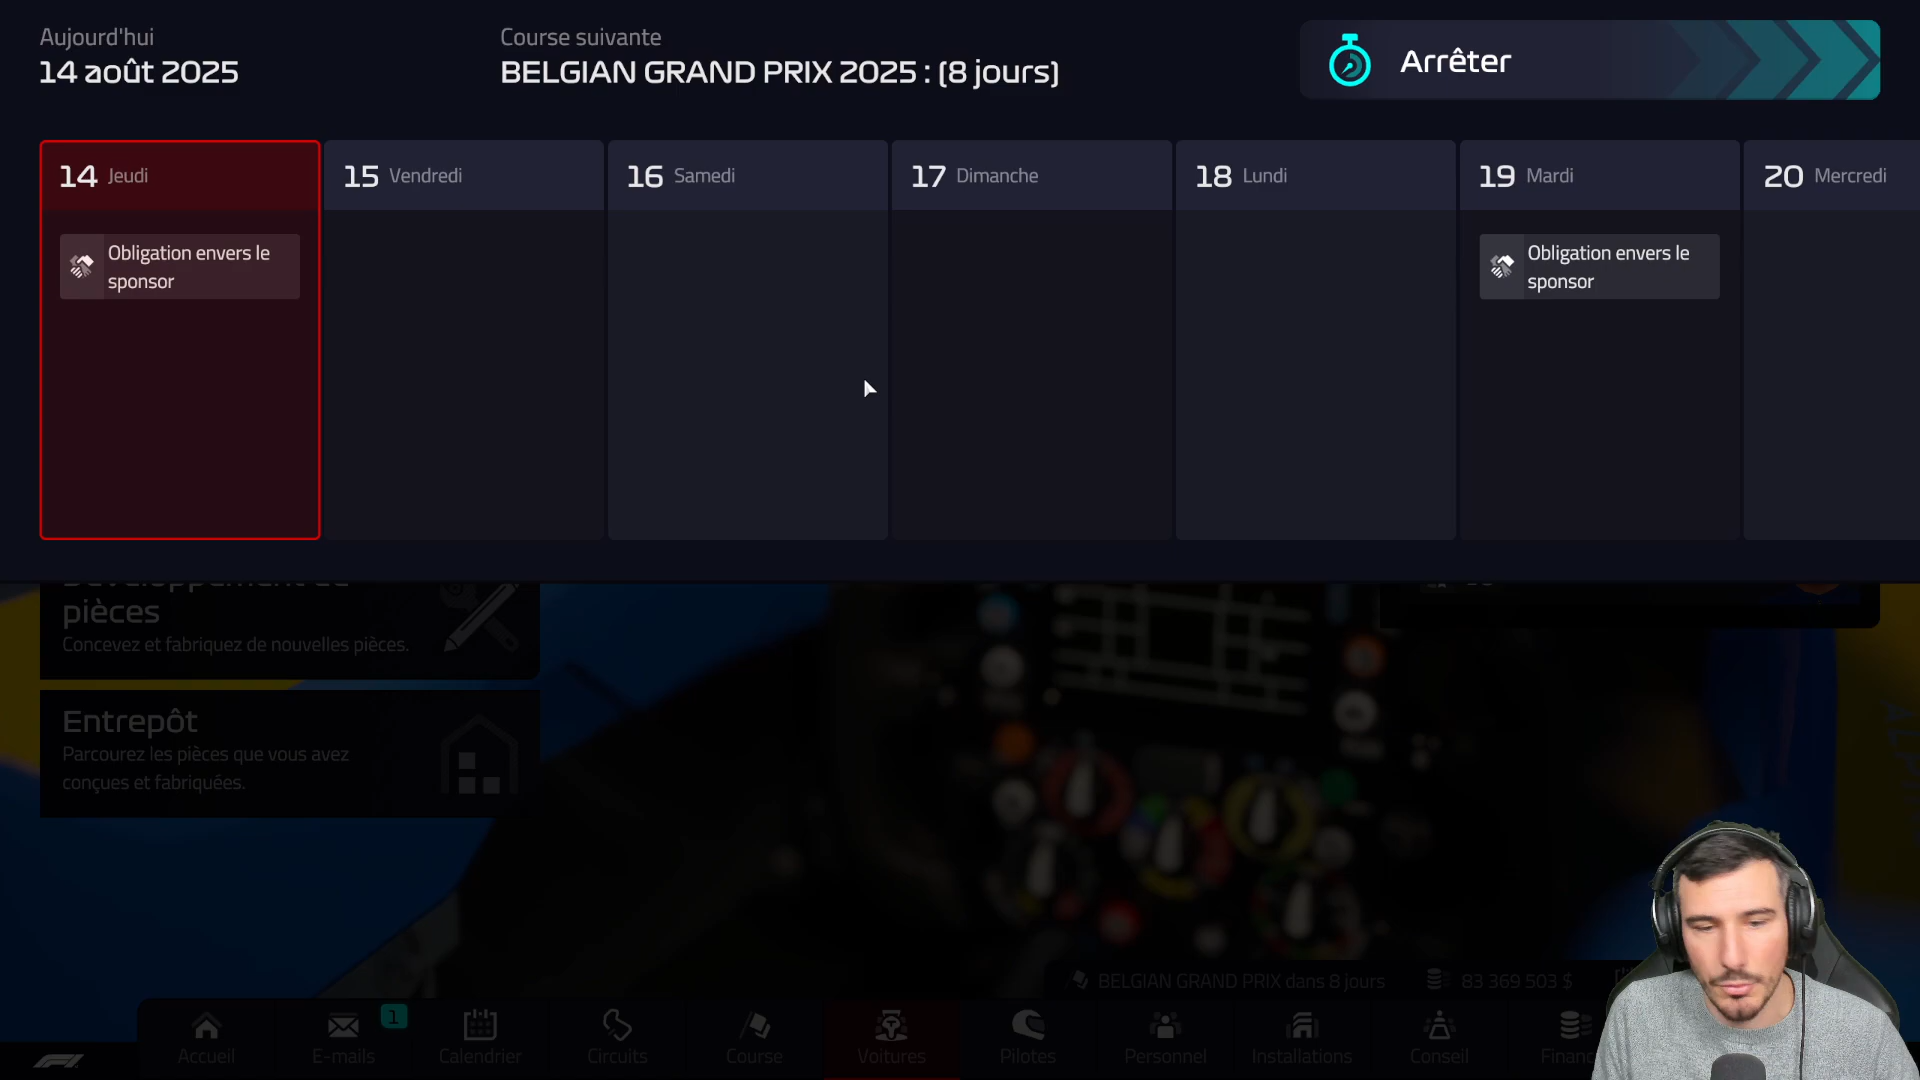 Aujourd'hui
14 août 2025
Course suivante
BELGIAN GRAND PRIX 2025 : (8 jours)
Arrêter
14 Jeudi
15 Vendredi
16 Samedi
17 Dimanche
18 Lundi
19 Mardi
20 Mercredi
Obligation envers le
sponsor
Obligation envers le
sponsor
pièces
Concevez et fabriquez de nouvelles pièces.
Entrepôt
Parcourez les pièces que vous avez
conçues et fabriquées.
BELGIAN GRAND PRIX dans 8 jours
83 369 503 $
1
Accueil
E-mails
Calendrier
Circuits
Course
Voitures
Pilotes
Personnel
Installations
Conseil
Financ